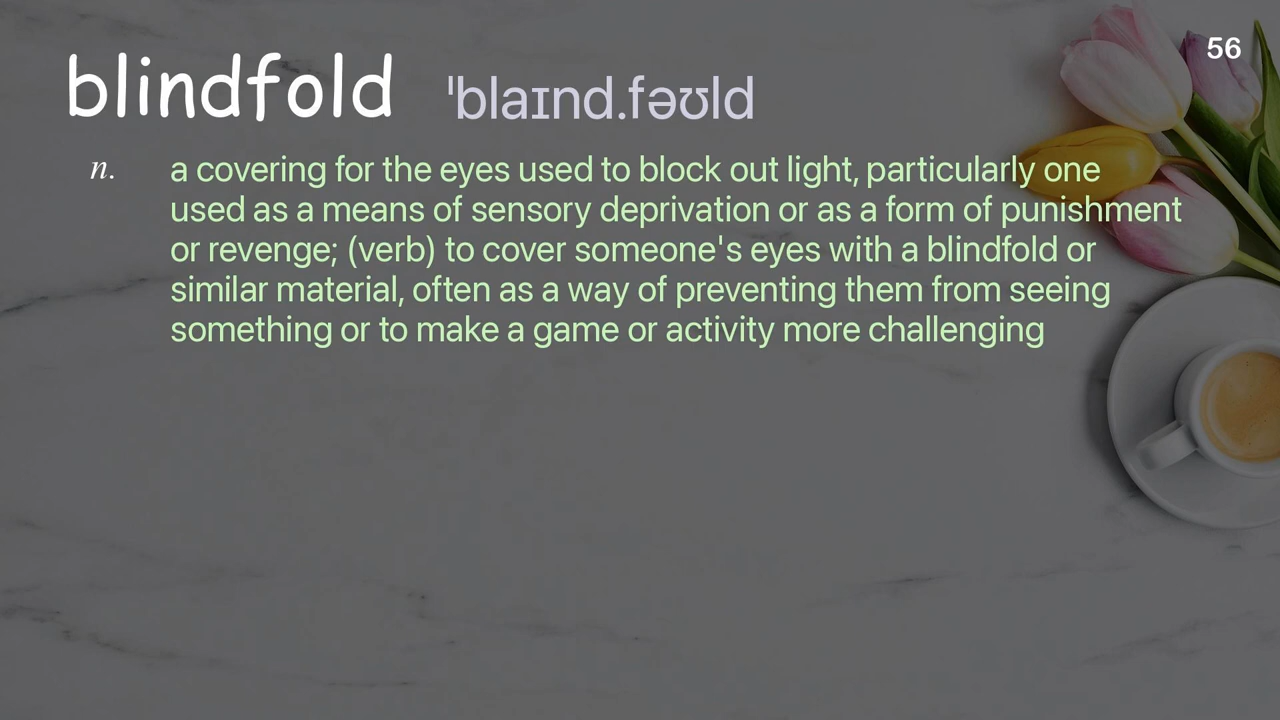 56
blindfold ˈblaɪnd.fəʊld
n. a covering for the eyes used to block out light, particularly one
used as a means of sensory deprivation or as a form of punishment
or revenge; (verb) to cover someone's eyes with a blindfold or
similar material, often as a way of preventing them from seeing
something or to make a game or activity more challenging